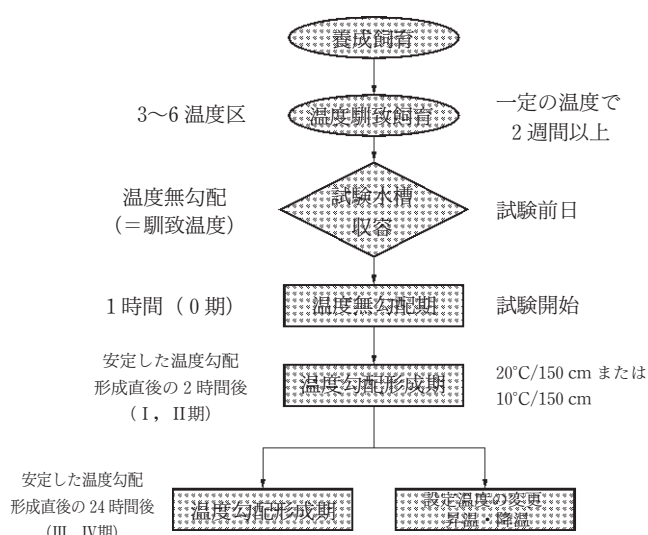 養成飼育
3〜6 温度区
温度馴致飼育
一定の温度で
2 週間以上
温度無勾配
(＝馴致温度)
試験水槽
収容
試験前日
1 時間 ( 0 期)
温度無勾配期
試験開始
安定した温度勾配
形成直後の 2 時間後
( I ， II期)
温度勾配形成期
20℃/150 cm または
10℃/150 cm
安定した温度勾配
形成直後の 24 時間後
(III，IV期)
温度勾配形成期
設定温度の変更
昇温・降温